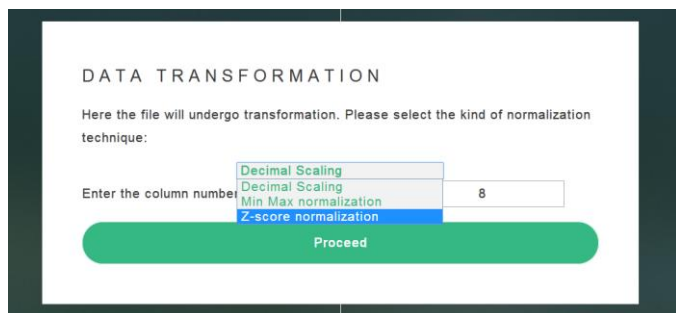 DATA TRANSFORMATION
Here the file will undergo transformation. Please select the kind of normalization
technique:
Decimal Scaling
Decimal Scaling
Enter the column number 8
Min Max normalization
Z-score normalization
Proceed